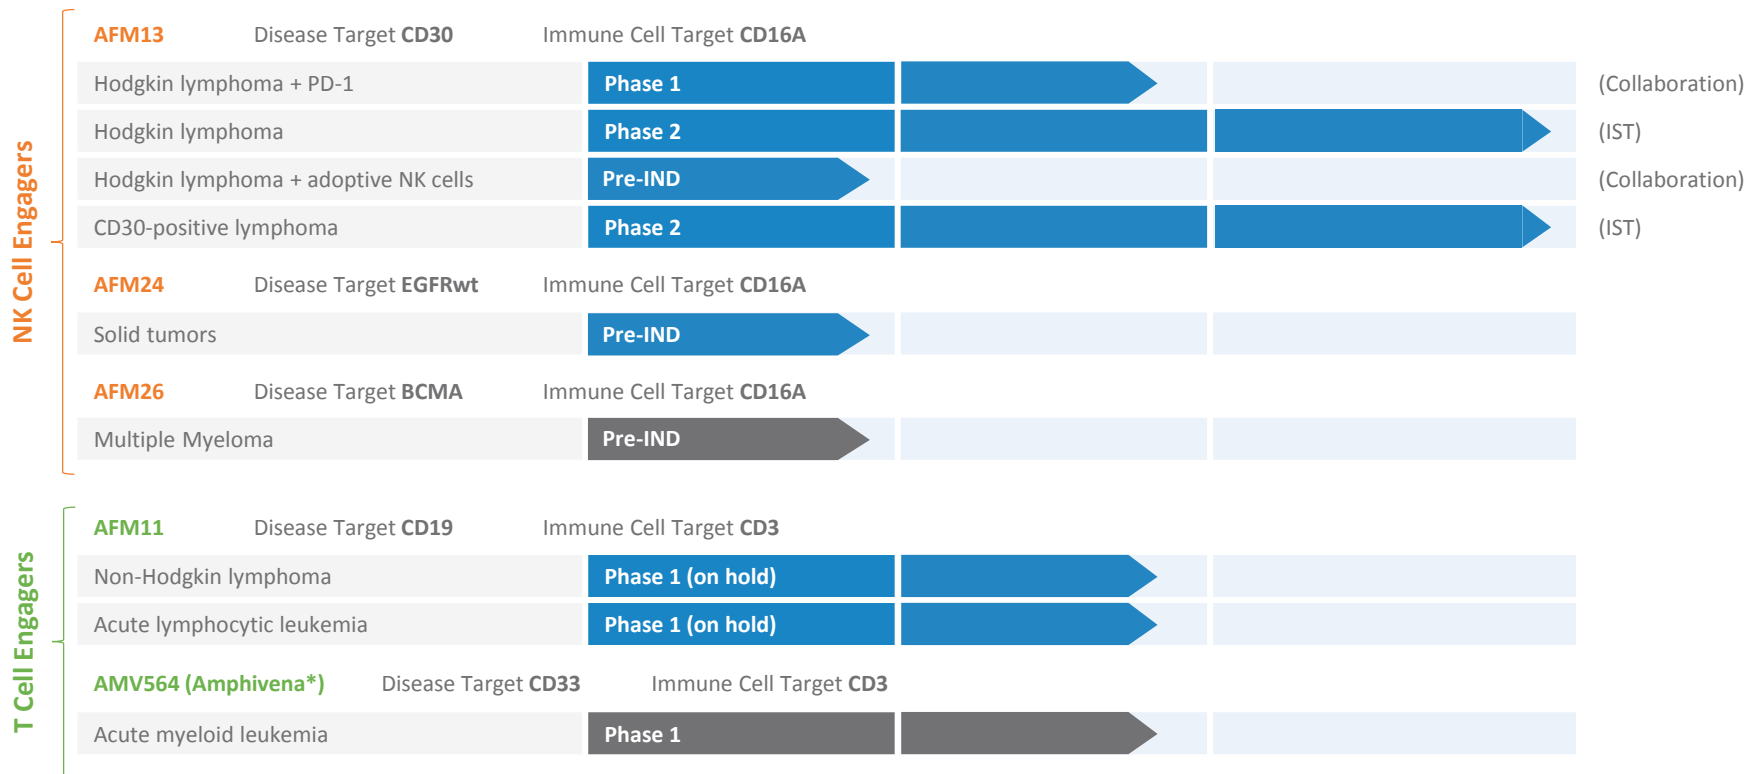 NK Cell Engagers
AFM13 Disease Target CD30 Immune Cell Target CD16A
Hodgkin lymphoma + PD-1 Phase 1 (Collaboration)
Hodgkin lymphoma Phase 2 (IST)
Hodgkin lymphoma + adoptive NK cells Pre-IND (Collaboration)
CD30-positive lymphoma Phase 2 (IST)
AFM24 Disease Target EGFRwt Immune Cell Target CD16A
Solid tumors Pre-IND
AFM26 Disease Target BCMA Immune Cell Target CD16A
Multiple Myeloma Pre-IND
T Cell Engagers
AFM11 Disease Target CD19 Immune Cell Target CD3
Non-Hodgkin lymphoma Phase 1 (on hold)
Acute lymphocytic leukemia Phase 1 (on hold)
AMV564 (Amphivena*) Disease Target CD33 Immune Cell Target CD3
Acute myeloid leukemia Phase 1